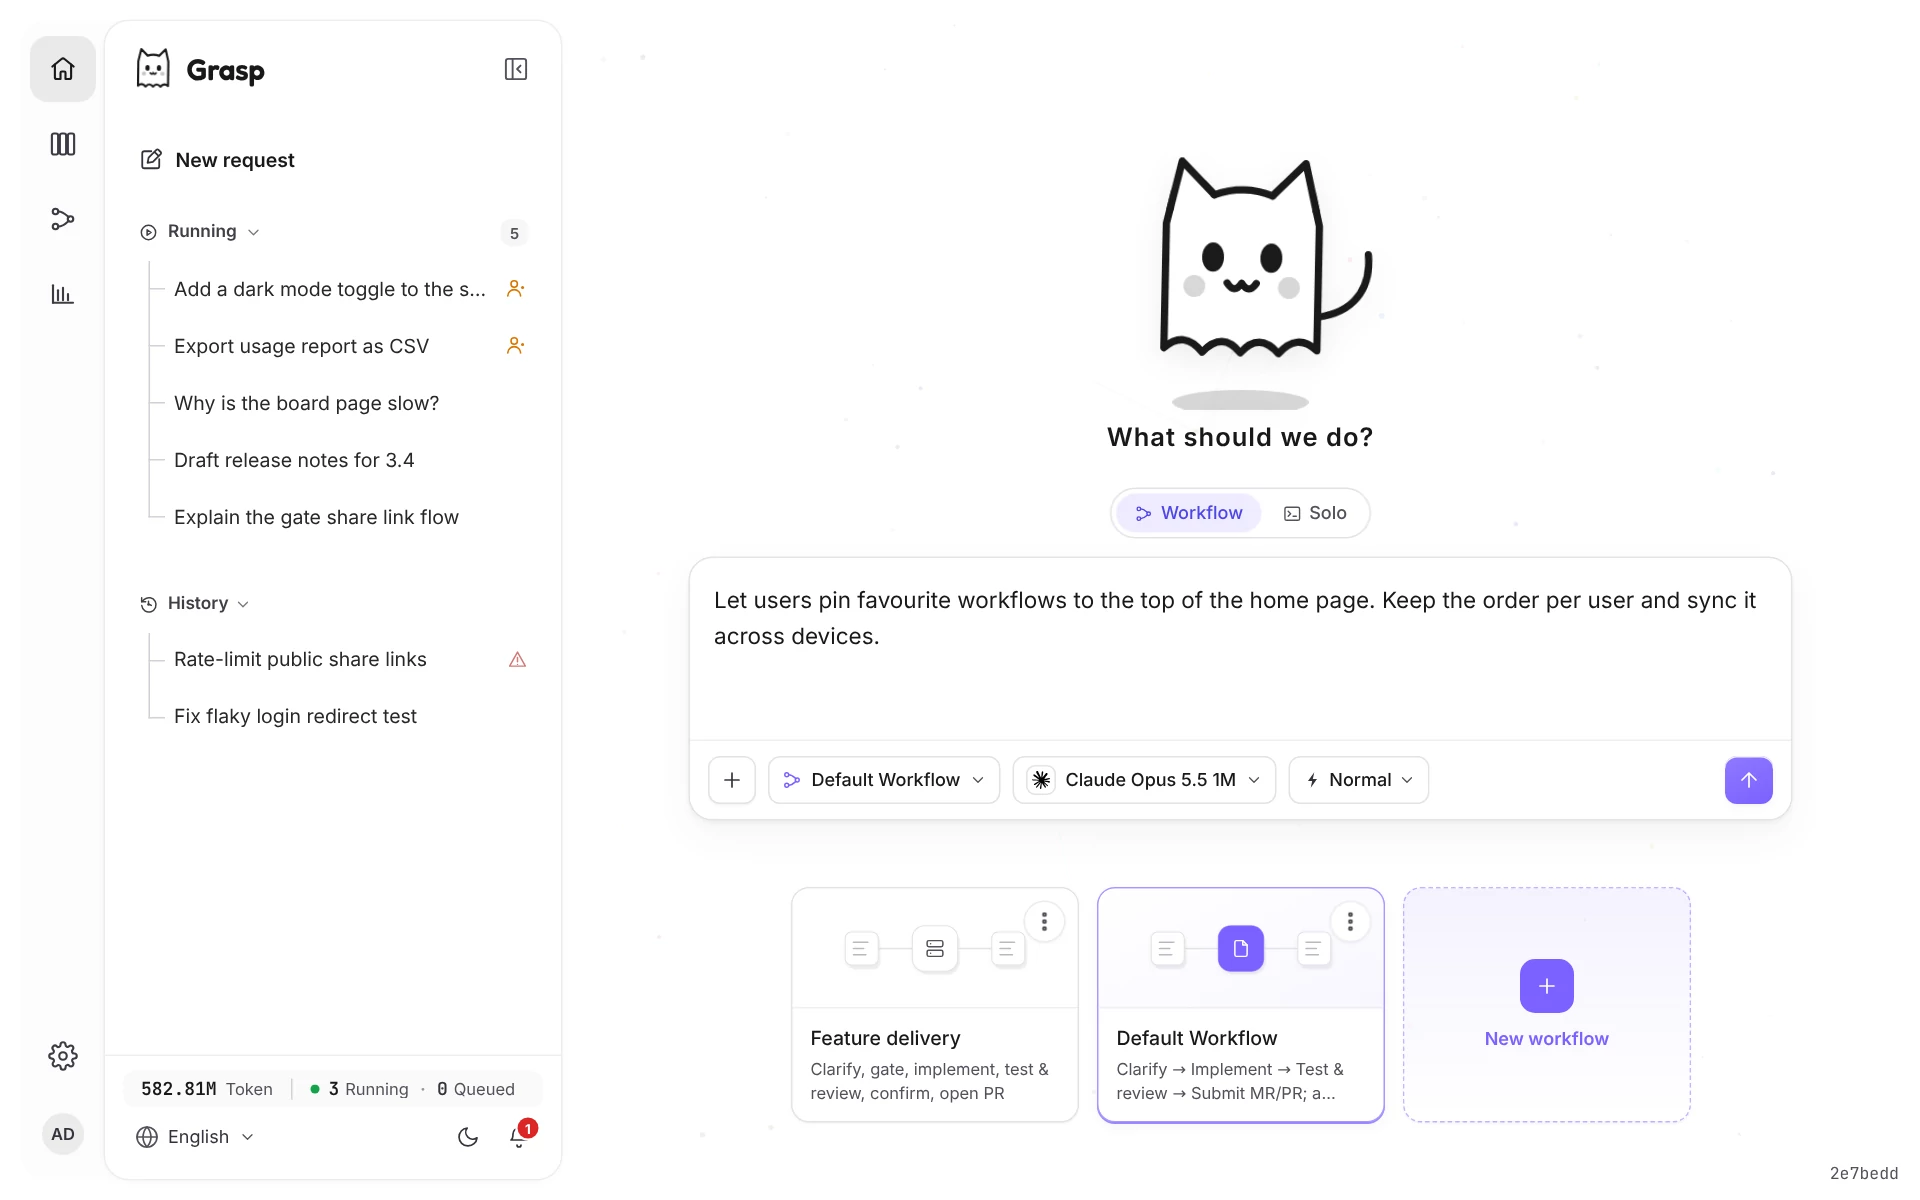 Grasp
New request
Running
5
Add a dark mode toggle to the s...
Export usage report as CSV
Why is the board page slow?
Draft release notes for 3.4
Explain the gate share link flow
History
Rate-limit public share links
Fix flaky login redirect test
582.81M Token
3 Running · 0 Queued
English
1
AD
What should we do?
Workflow
Solo
Let users pin favourite workflows to the top of the home page. Keep the order per user and sync it
across devices.
Default Workflow
Claude Opus 5.5 1M
Normal
Feature delivery
Clarify, gate, implement, test &
review, confirm, open PR
Default Workflow
Clarify → Implement → Test &
review → Submit MR/PR; a...
New workflow
2e7bedd